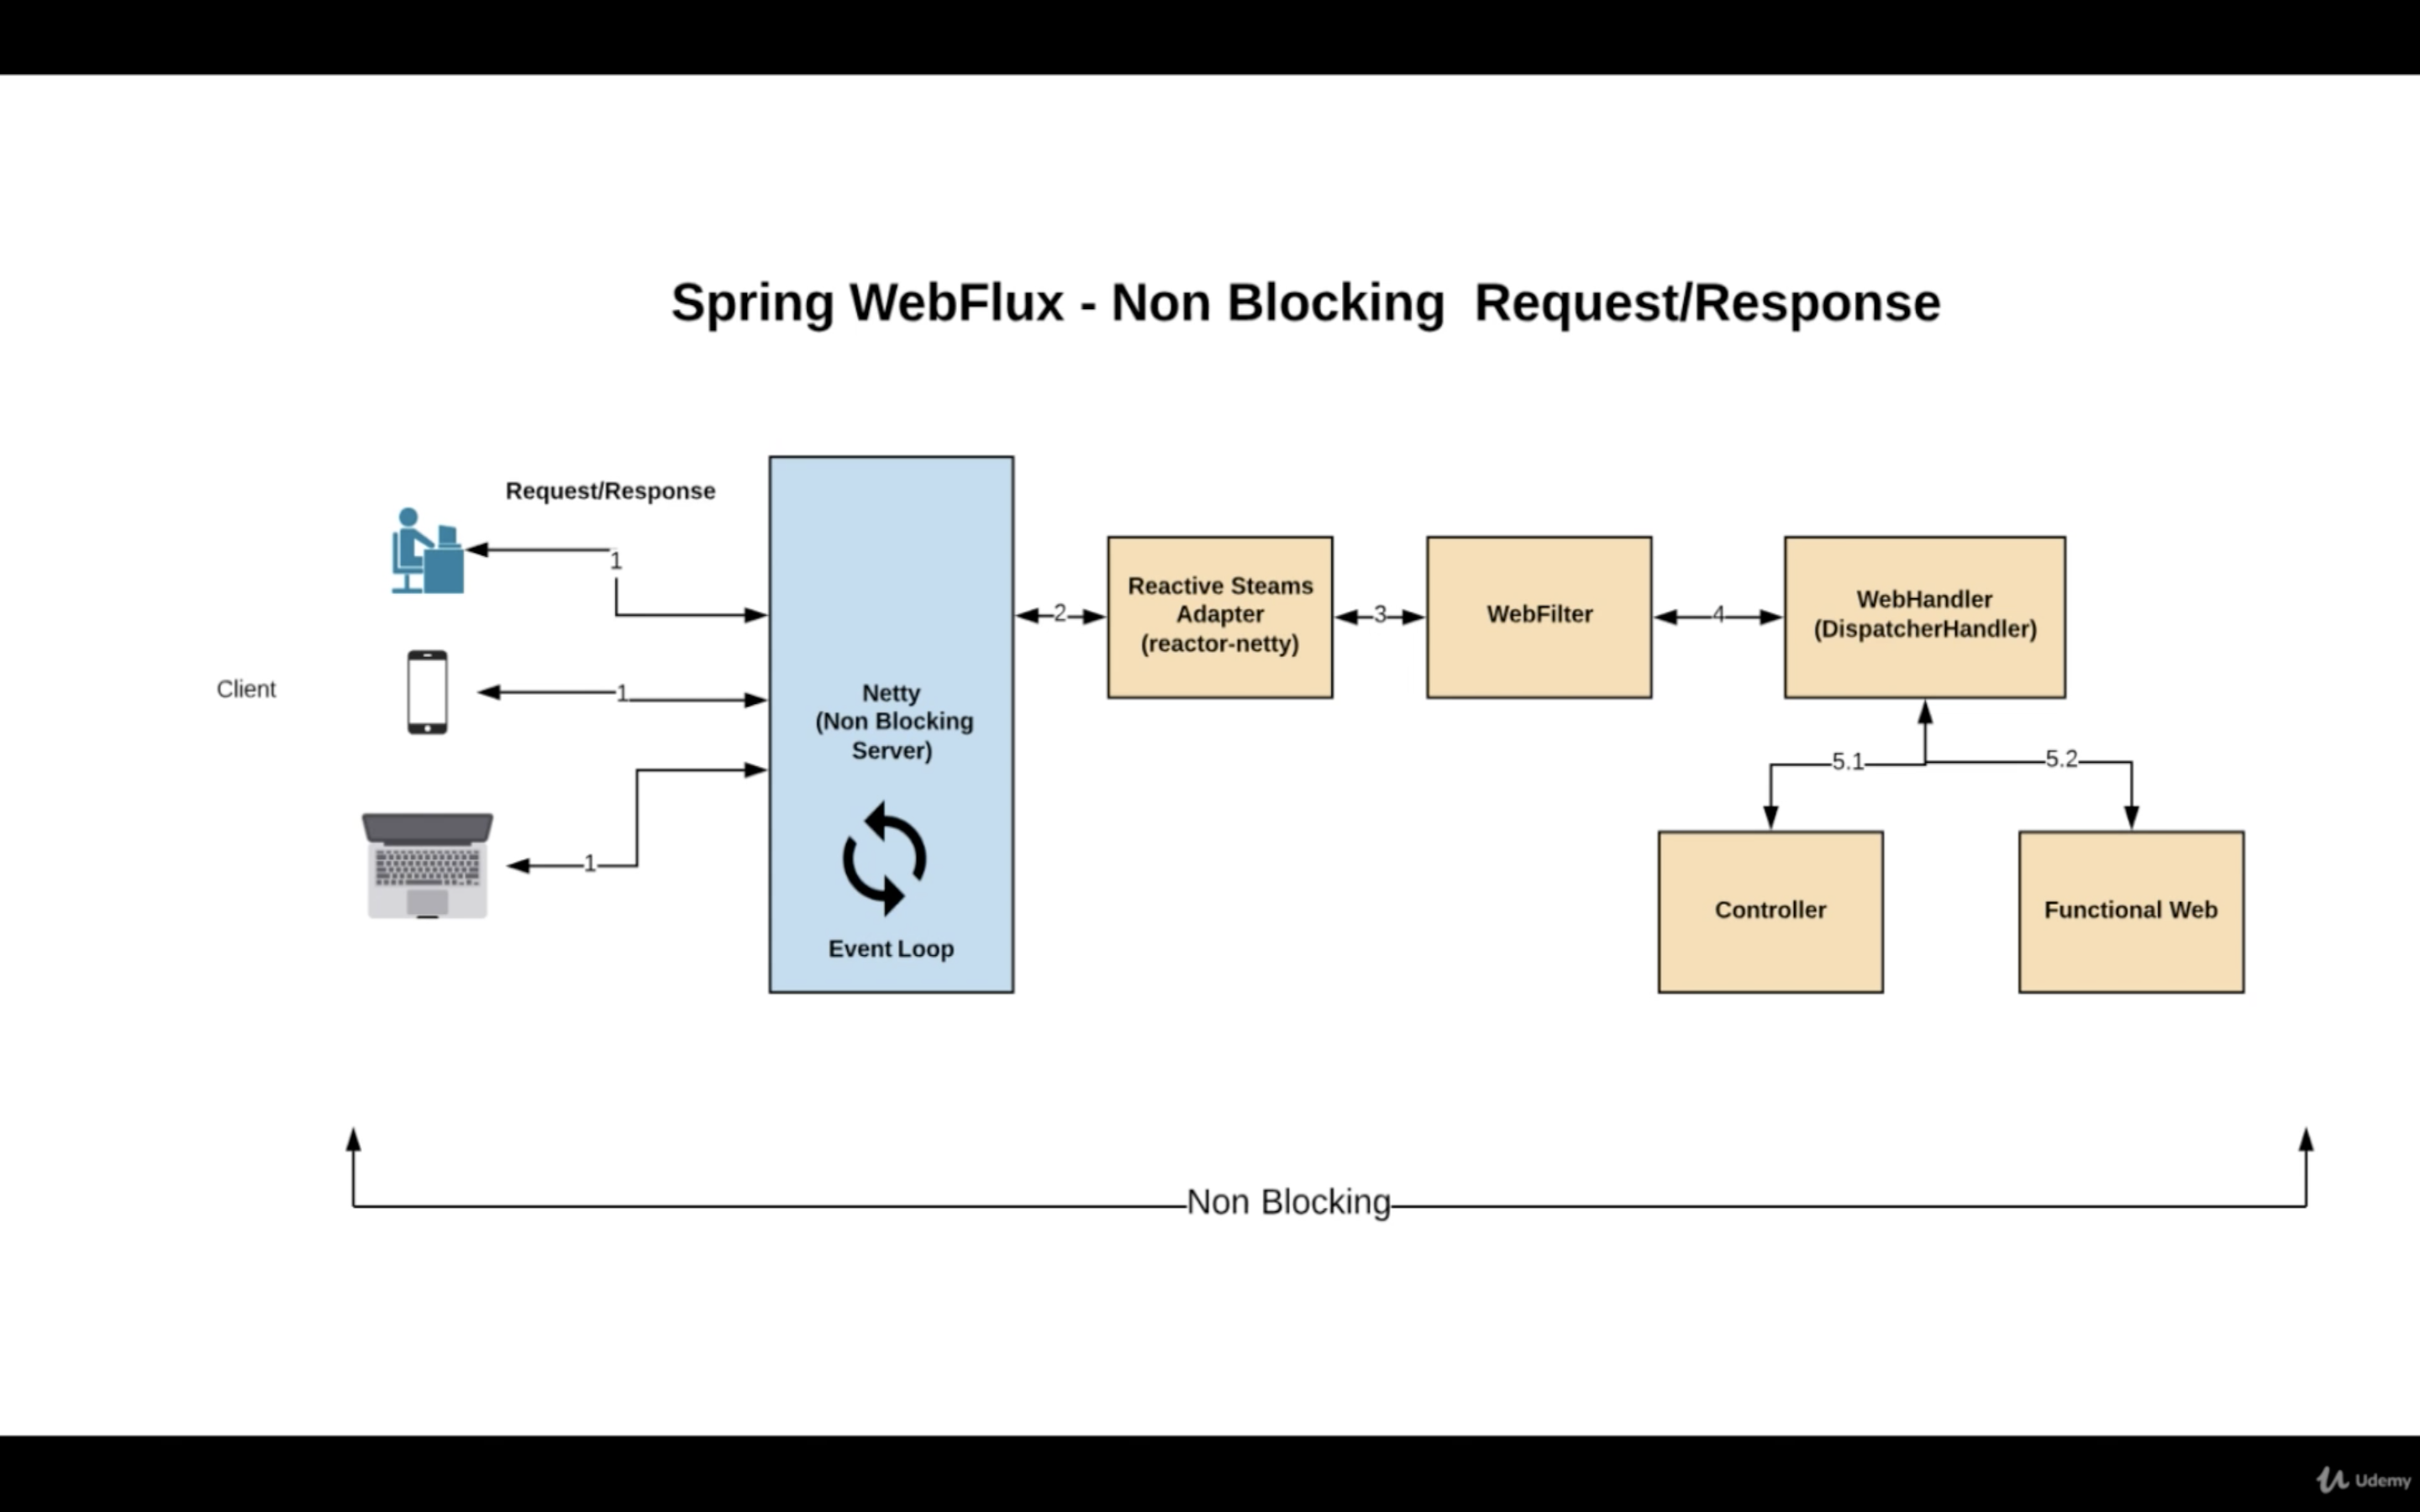 Spring WebFlux - Non Blocking Request/Response
Request/Response
1
Client
1
1
Netty
(Non Blocking
Server)
Event Loop
2
Reactive Steams
Adapter
(reactor-netty)
3
WebFilter
4
WebHandler
(DispatcherHandler)
5.1
5.2
Controller
Functional Web
Non Blocking
Udemy